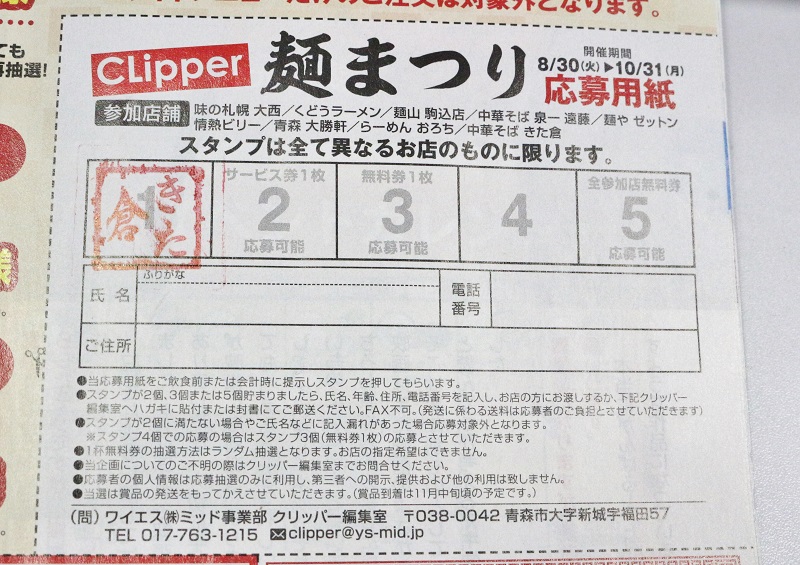 だけのご注文は対象外となります。
ても
再抽選!
様
CLipper 麺まつり 開催期間
8/30(火)▶10/31(月)
応募用紙
参加店舗 味の札幌 大西／くどうラーメン／麺山 駒込店／中華そば 泉一 遠藤／麺や ゼットン
情熱ビリー／青森 大勝軒／らーめん おろち／中華そば きた倉
スタンプは全て異なるお店のものに限ります。
1 きた倉
サービス券1枚 2 応募可能
無料券1枚 3 応募可能
4
全参加店無料券 5 応募可能
ふりがな
氏名
電話番号
ご住所
●当応募用紙をご飲食前または会計時に提示しスタンプを押してもらいます。
●スタンプが2個、3個または5個貯まりましたら、氏名、年齢、住所、電話番号を記入し、お店の方にお渡しするか、下記クリッパー
編集室へハガキに貼付または封書にてご郵送ください。FAX不可。(発送に係わる送料は応募者のご負担とさせていただきます)
●スタンプが2個に満たない場合やご氏名などに記入漏れがあった場合応募対象外となります。
※スタンプ4個での応募の場合はスタンプ3個(無料券1枚)の応募とさせていただきます。
●1杯無料券の抽選方法はランダム抽選となります。お店の指定希望はできません。
●当企画についてのご不明の際はクリッパー編集室までお問合せください。
●応募者の個人情報は応募抽選のみに利用し、第三者への開示、提供および他の利用は致しません。
●当選は賞品の発送をもってかえさせていただきます。(賞品到着は11月中旬頃の予定です。)
(問) ワイエス㈱ミッド事業部 クリッパー編集室 〒038-0042 青森市大字新城字福田57
TEL 017-763-1215 ✉clipper@ys-mid.jp